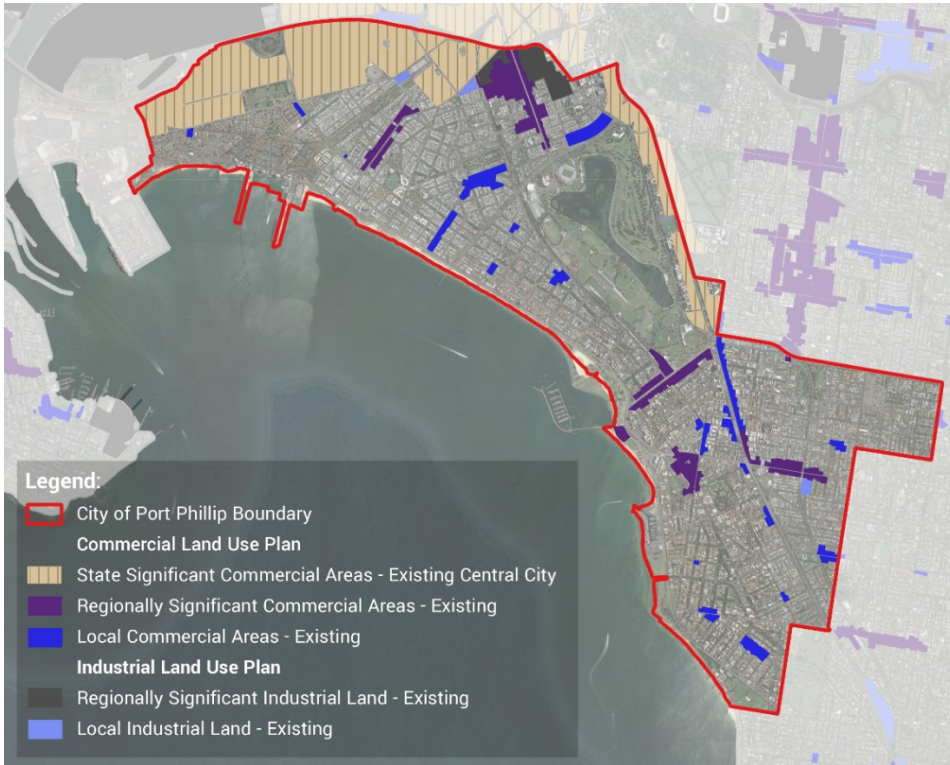 Legend:
City of Port Phillip Boundary
Commercial Land Use Plan
State Significant Commercial Areas - Existing Central City
Regionally Significant Commercial Areas - Existing
Local Commercial Areas - Existing
Industrial Land Use Plan
Regionally Significant Industrial Land - Existing
Local Industrial Land - Existing